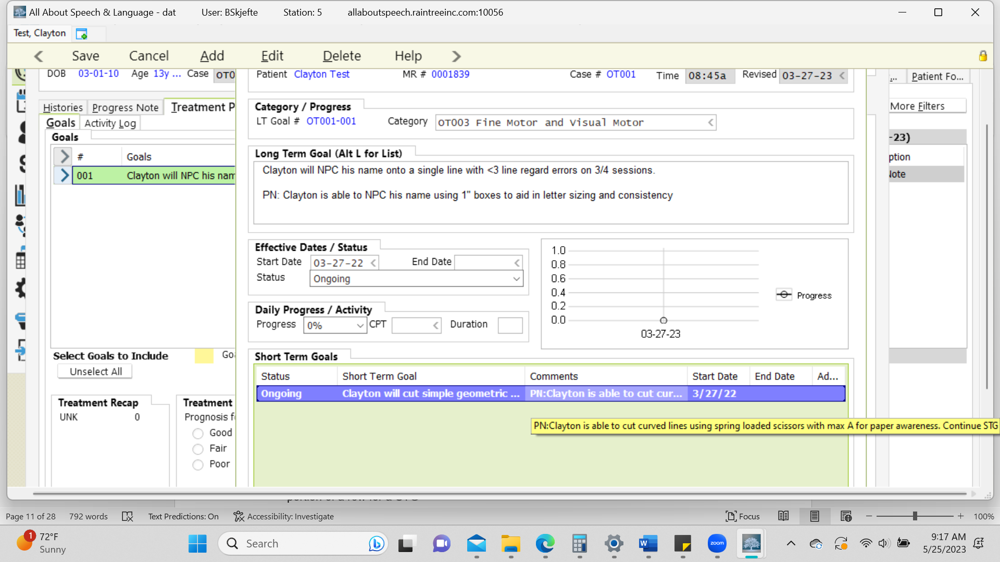 All About Speech & Language - dat User: BSkjefte Station: 5 allaboutspeech.raintreeinc.com:10056
Test, Clayton
Save Cancel Add Edit Delete Help
DOB 03-01-10 Age 13y ... Case OT0
Patient Clayton Test MR # 0001839 Case # OT001 Time 08:45a Revised 03-27-23
... Patient Fo...
Histories Progress Note Treatment P
More Filters
Goals Activity Log
Category / Progress
LT Goal # OT001-001 Category OT003 Fine Motor and Visual Motor
Goals
-23)
# Goals
ption
001 Clayton will NPC his nam
Note
Long Term Goal (Alt L for List)
Clayton will NPC his name onto a single line with <3 line regard errors on 3/4 sessions.
PN: Clayton is able to NPC his name using 1" boxes to aid in letter sizing and consistency
Effective Dates / Status
Start Date 03-27-22 End Date
Status Ongoing
1.0
0.8
0.6
0.4
0.2
0.0
03-27-23
Progress
Daily Progress / Activity
Progress 0% CPT Duration
Select Goals to Include Goa
Unselect All
Short Term Goals
Status Short Term Goal Comments Start Date End Date Ad...
Ongoing Clayton will cut simple geometric ... PN:Clayton is able to cut cur... 3/27/22
PN:Clayton is able to cut curved lines using spring loaded scissors with max A for paper awareness. Continue STG
Treatment Recap
UNK 0
Treatment
Prognosis fo
Good
Fair
Poor
Page 11 of 28 792 words Text Predictions: On Accessibility: Investigate Focus 100%
1
72°F
Sunny
Search
zoom
9:17 AM
5/25/2023